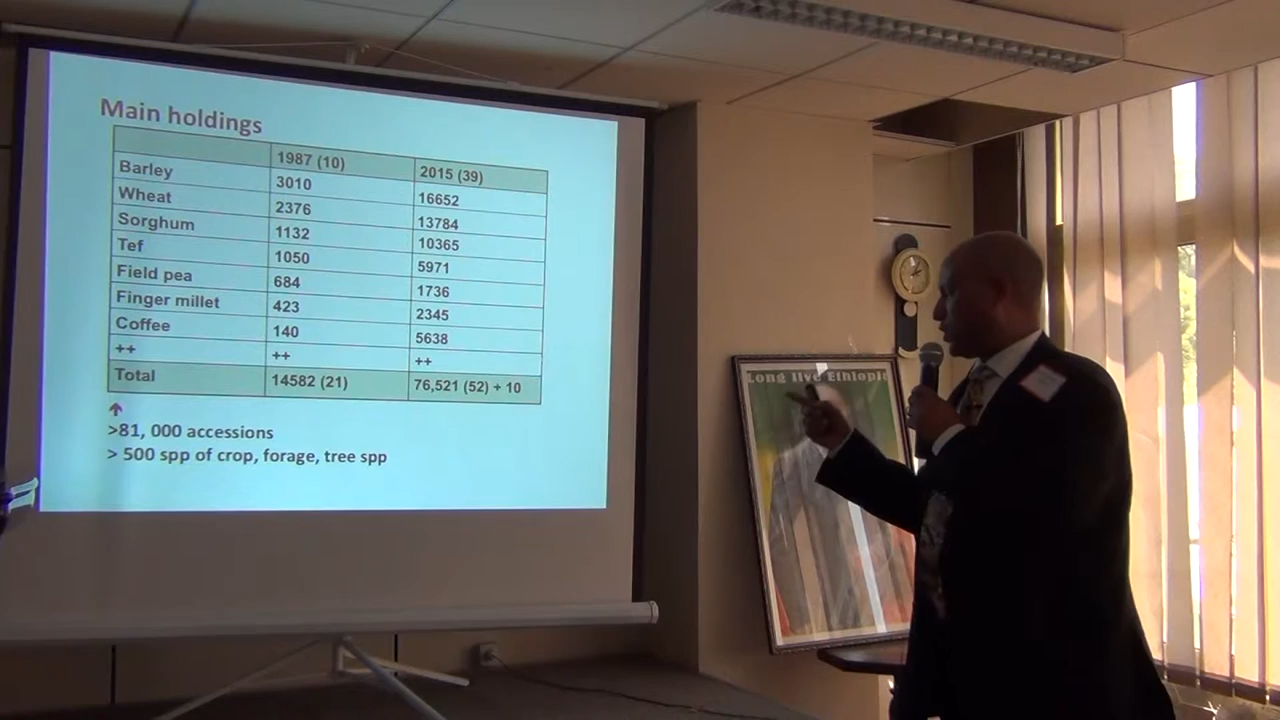 Main holdings
1987 (10) 2015 (39)
Barley 3010 16652
Wheat 2376 13784
Sorghum 1132 10365
Tef 1050 5971
Field pea 684 1736
Finger millet 423 2345
Coffee 140 5638
++ ++ ++
Total 14582 (21) 76,521 (52) + 10
>81, 000 accessions
> 500 spp of crop, forage, tree spp
Long live Ethiopia